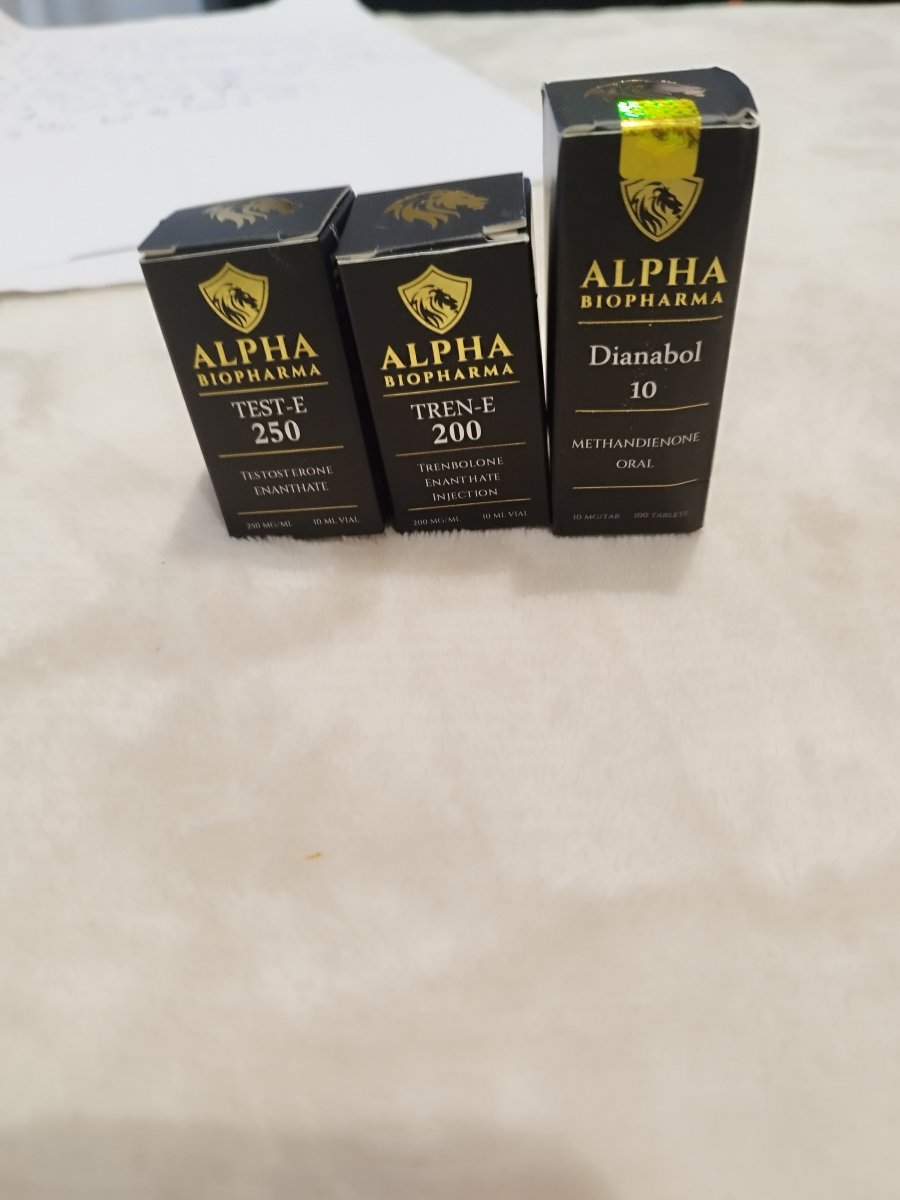 ALPHA
BIOPHARMA
TEST-E
250
TESTOSTERONE
ENANTHATE
250 MG/ML 10 ML VIAL
ALPHA
BIOPHARMA
TREN-E
200
TRENBOLONE
ENANTHATE
INJECTION
200 MG/ML 10 ML VIAL
ALPHA
BIOPHARMA
Dianabol
10
METHANDIENONE
ORAL
10 MG/TAB 100 TABLETS